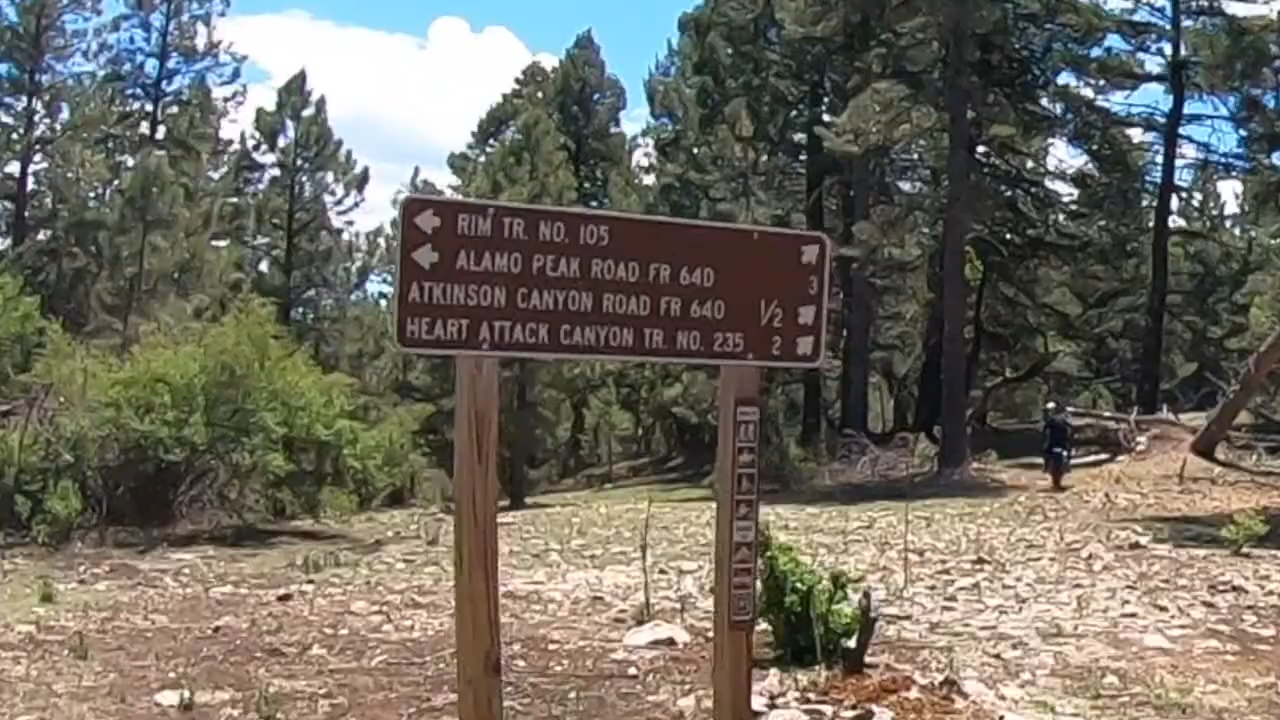 RIM TR. NO. 105
ALAMO PEAK ROAD FR 64D 3
ATKINSON CANYON ROAD FR 640 1/2
HEART ATTACK CANYON TR. NO. 235 2